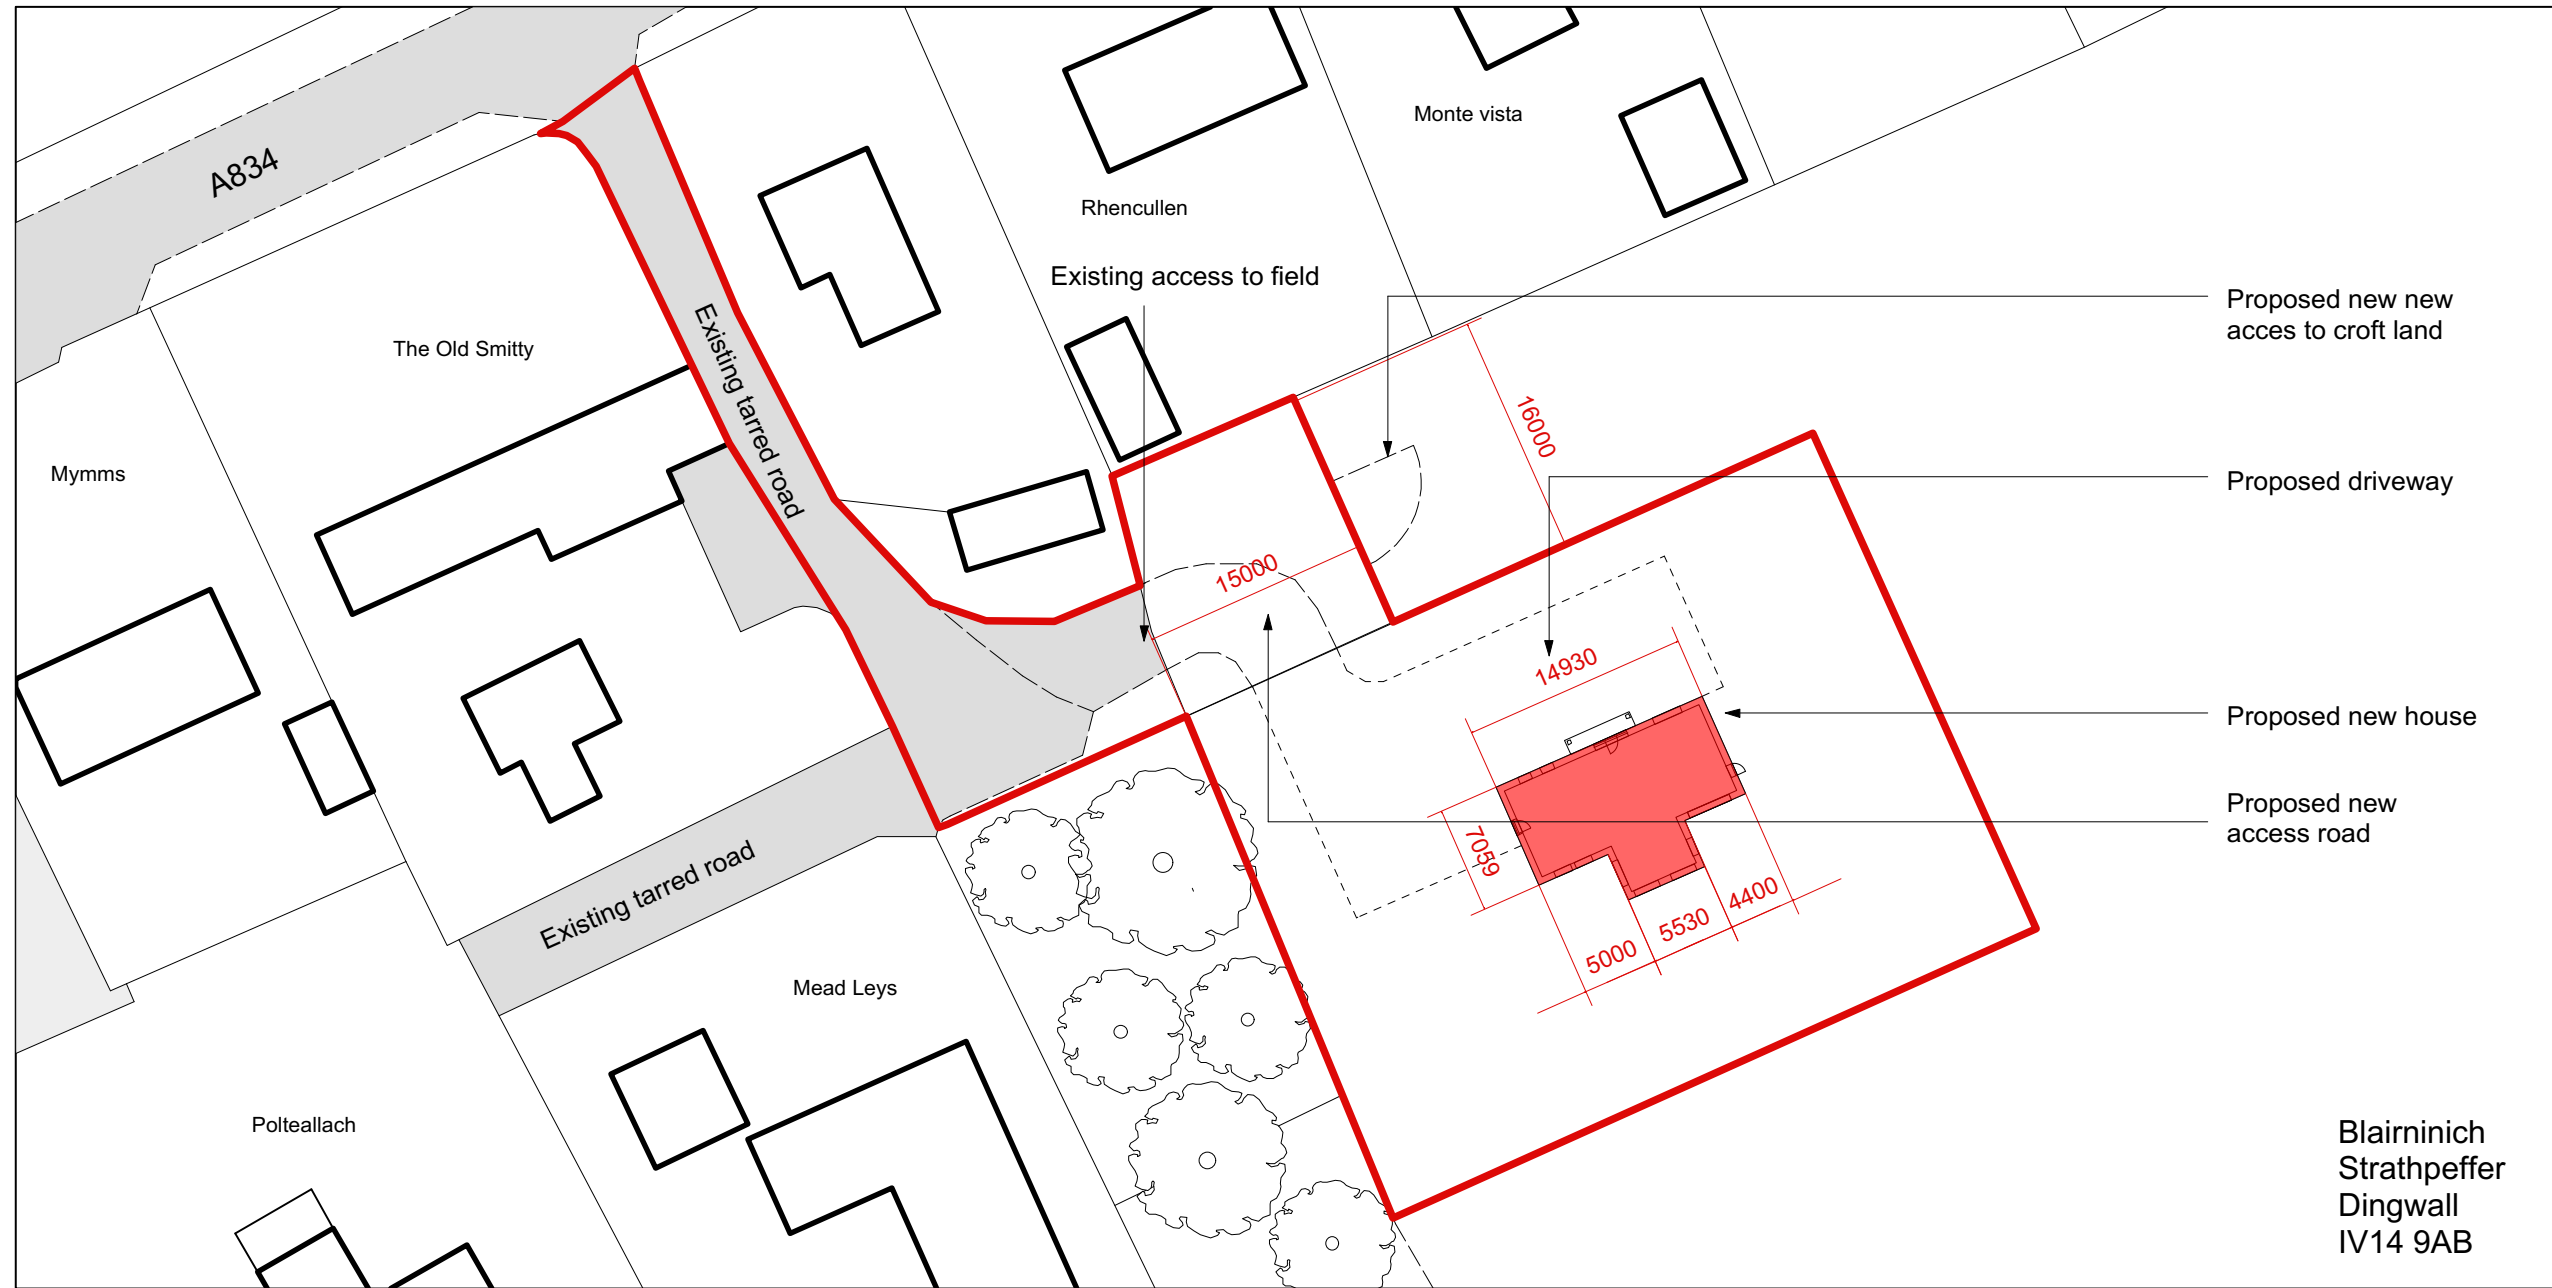 A834
Monte vista
Rhencullen
Existing access to field
Proposed new new
acces to croft land
The Old Smitty
Existing tarred road
16000
Mymms
Proposed driveway
15000
14930
Proposed new house
Proposed new
access road
7059
4400
5530
5000
Existing tarred road
Mead Leys
Polteallach
Blairninich
Strathpeffer
Dingwall
IV14 9AB